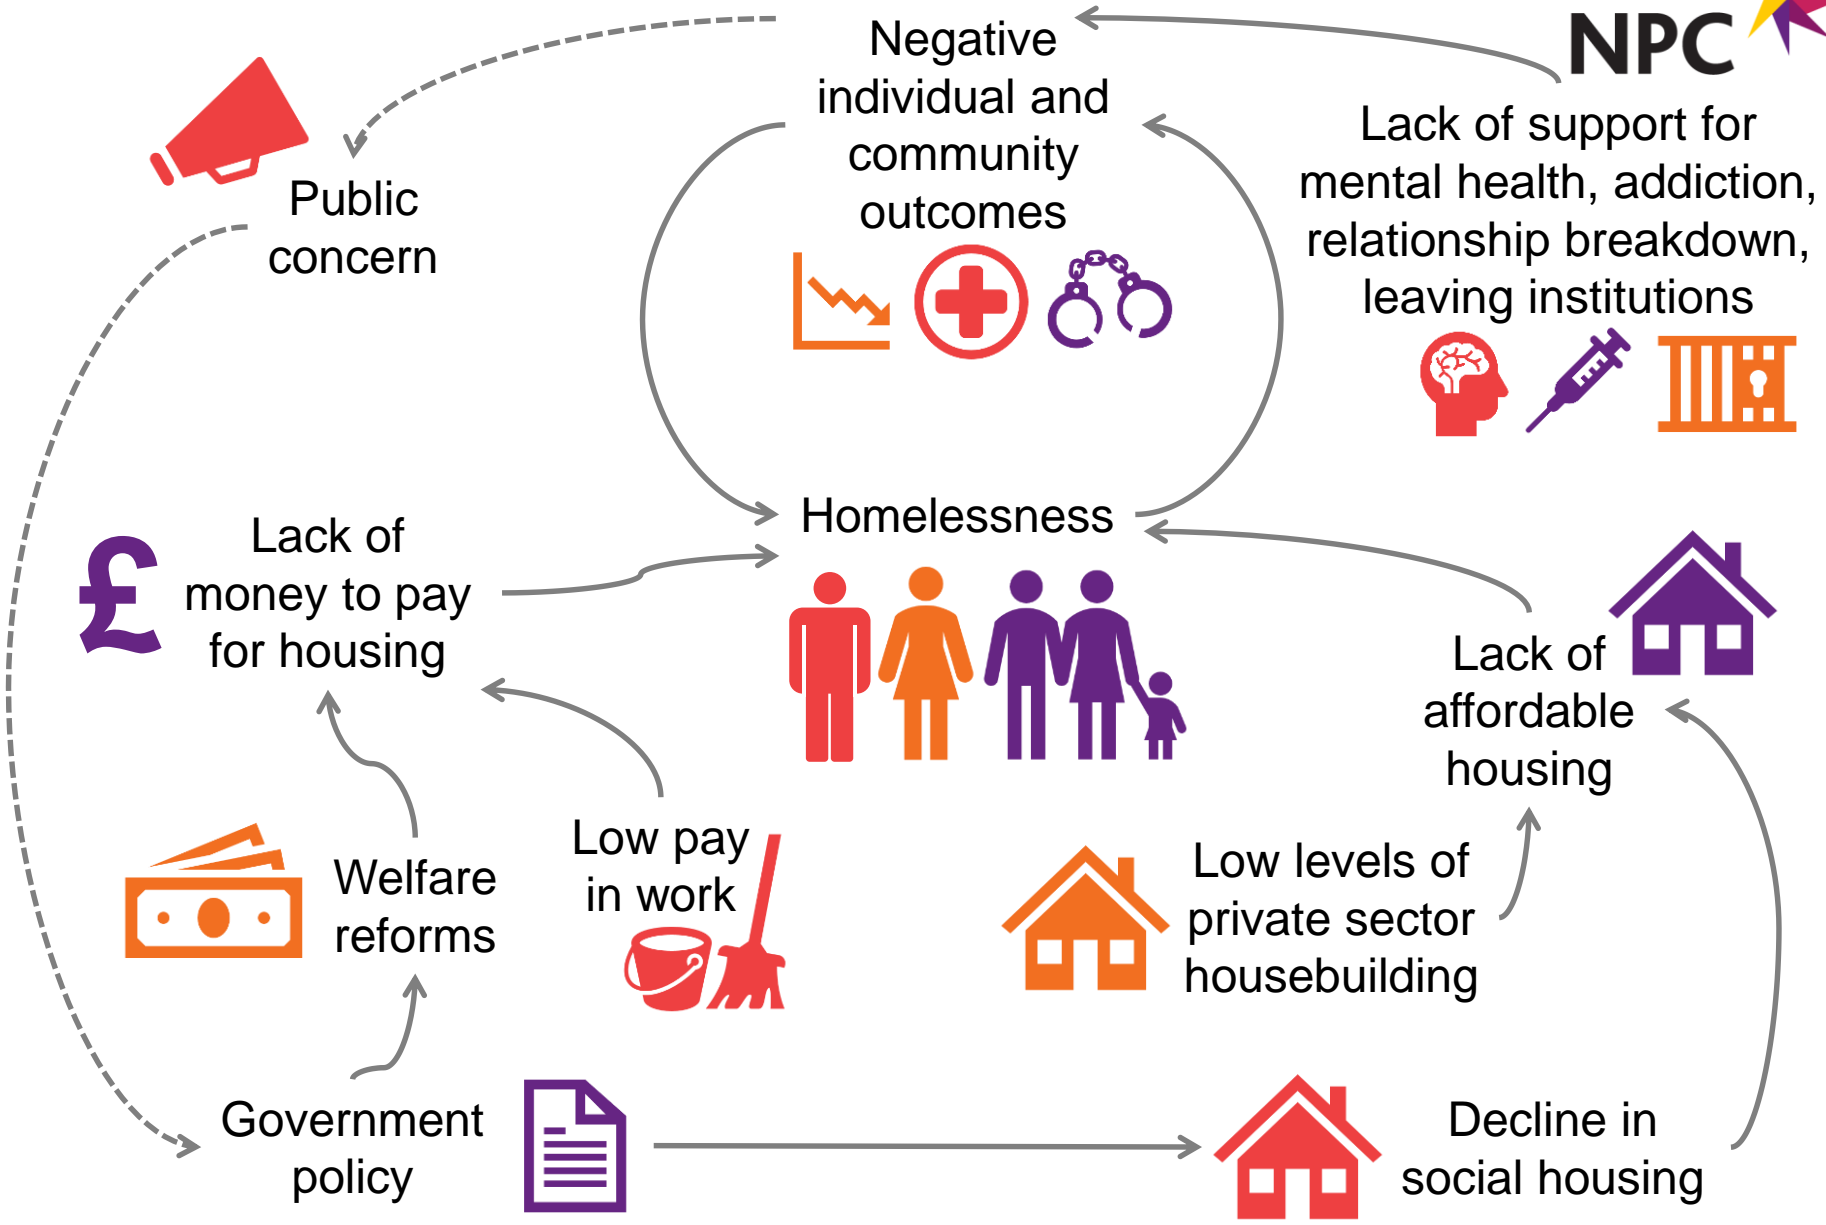 NPC
Negative
individual and
community
outcomes
Lack of support for
mental health, addiction,
relationship breakdown,
leaving institutions
Public
concern
Homelessness
£
Lack of
money to pay
for housing
Lack of
affordable
housing
Welfare
reforms
Low pay
in work
Low levels of
private sector
housebuilding
Government
policy
Decline in
social housing